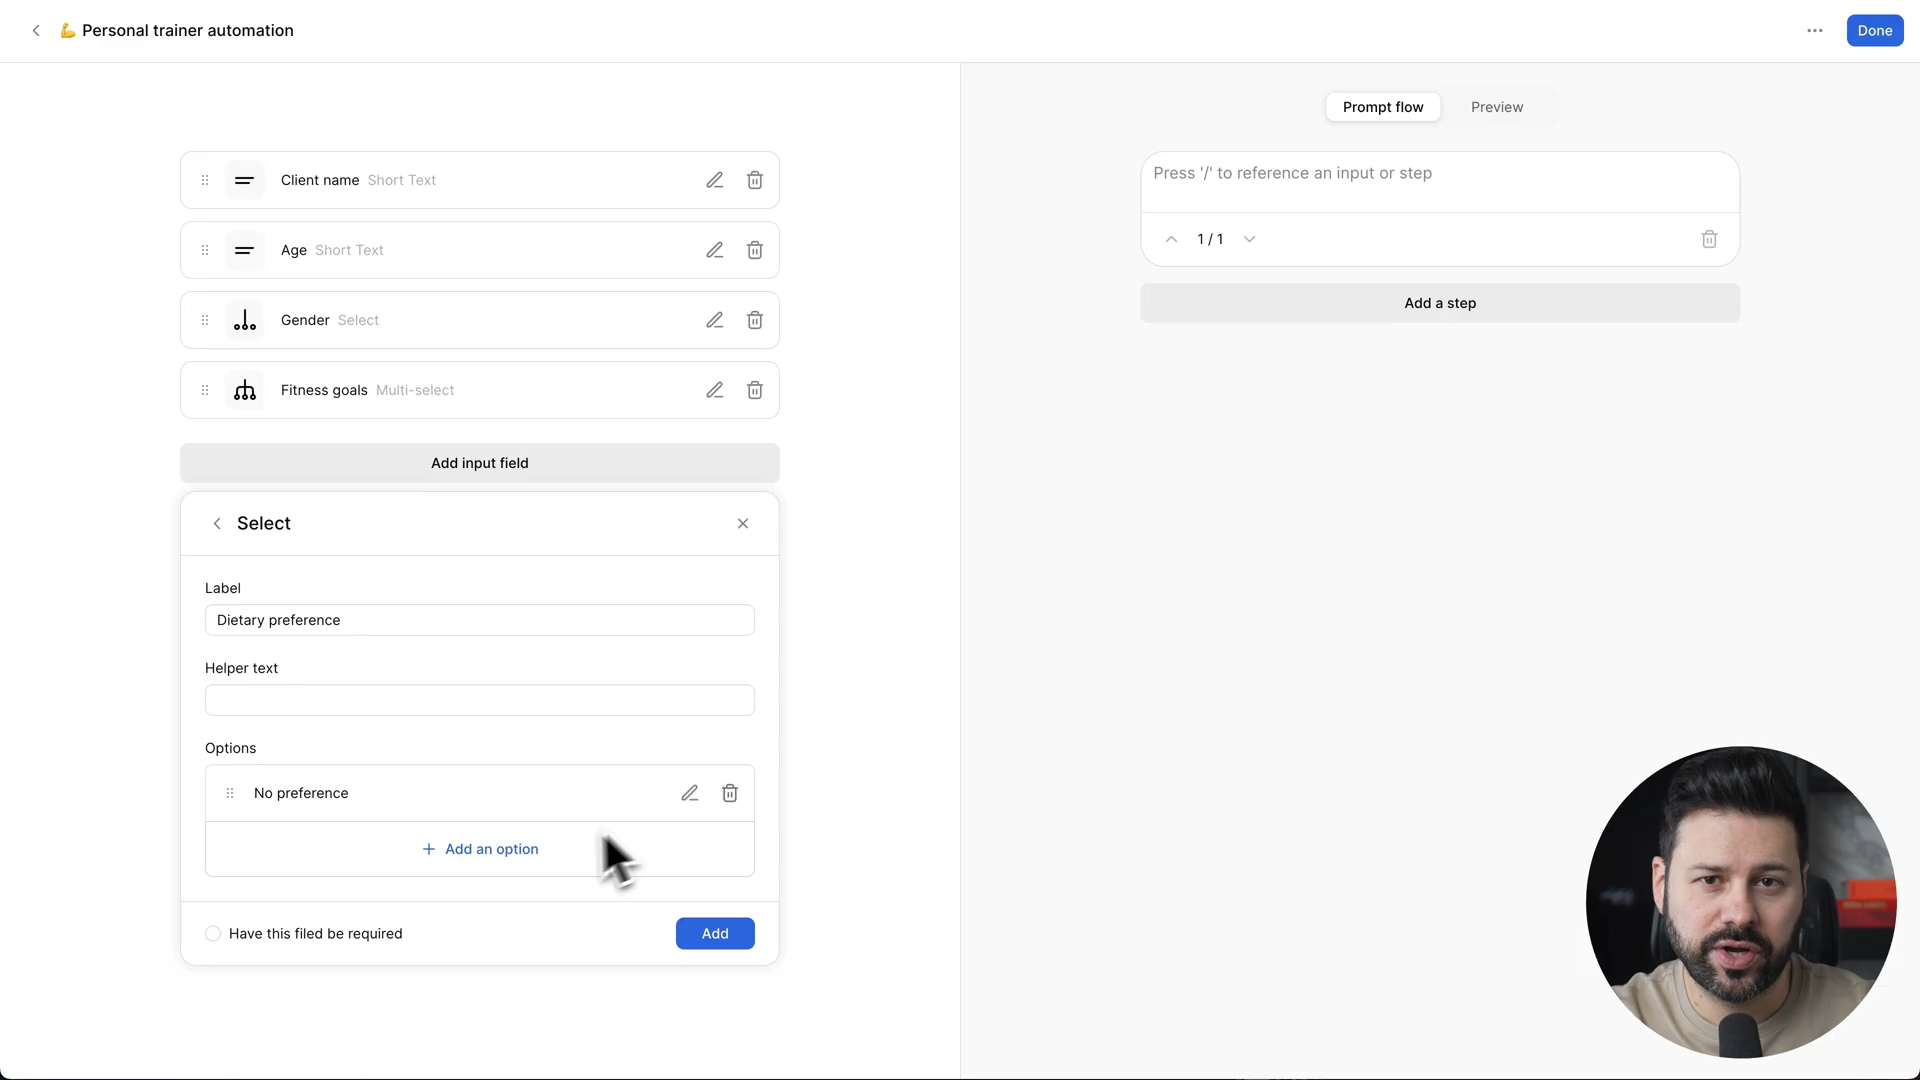 💪 Personal trainer automation
Done
Prompt flow Preview
Client name Short Text
Age Short Text
Gender Select
Fitness goals Multi-select
Add input field
Select
Label
Dietary preference
Helper text
Options
No preference
+ Add an option
Have this filed be required
Add
Press '/' to reference an input or step
1 / 1
Add a step